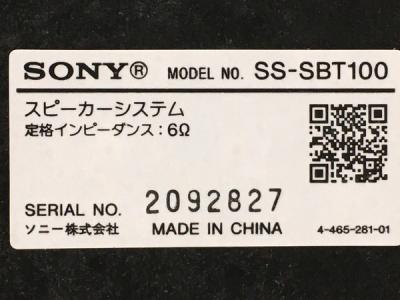 SONY® MODEL NO. SS-SBT100
スピーカーシステム
定格インピーダンス：6Ω
SERIAL NO. 2092827
ソニー株式会社 MADE IN CHINA 4-465-281-01